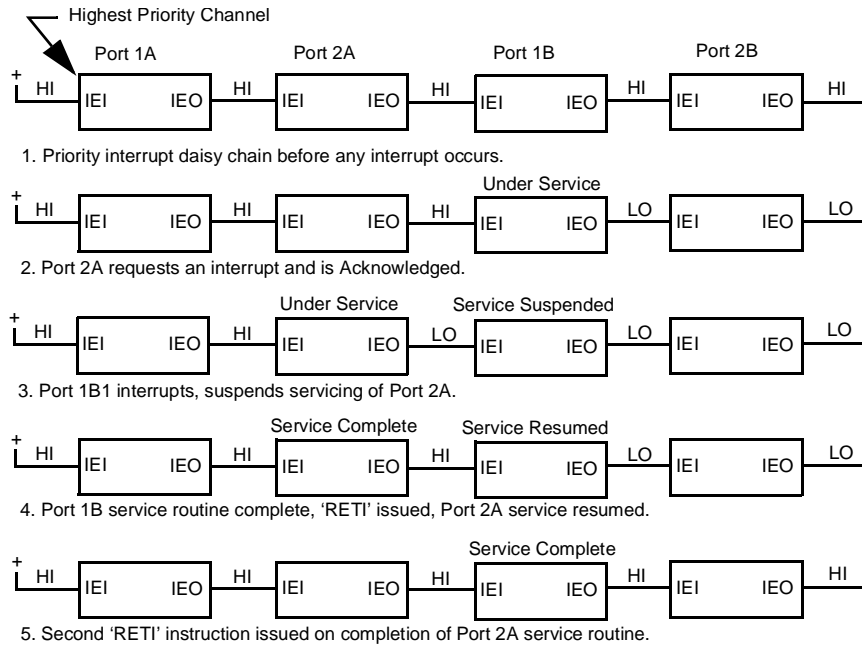 Highest Priority Channel
Port 1A Port 2A Port 1B Port 2B
+ HI IEI IEO HI IEI IEO HI IEI IEO HI IEI IEO HI
1. Priority interrupt daisy chain before any interrupt occurs.
Under Service
+ HI IEI IEO HI IEI IEO HI IEI IEO LO IEI IEO LO
2. Port 2A requests an interrupt and is Acknowledged.
Under Service Service Suspended
+ HI IEI IEO HI IEI IEO LO IEI IEO LO IEI IEO LO
3. Port 1B1 interrupts, suspends servicing of Port 2A.
Service Complete Service Resumed
+ HI IEI IEO HI IEI IEO HI IEI IEO LO IEI IEO LO
4. Port 1B service routine complete, ‘RETI’ issued, Port 2A service resumed.
Service Complete
+ HI IEI IEO HI IEI IEO HI IEI IEO HI IEI IEO HI
5. Second ‘RETI’ instruction issued on completion of Port 2A service routine.